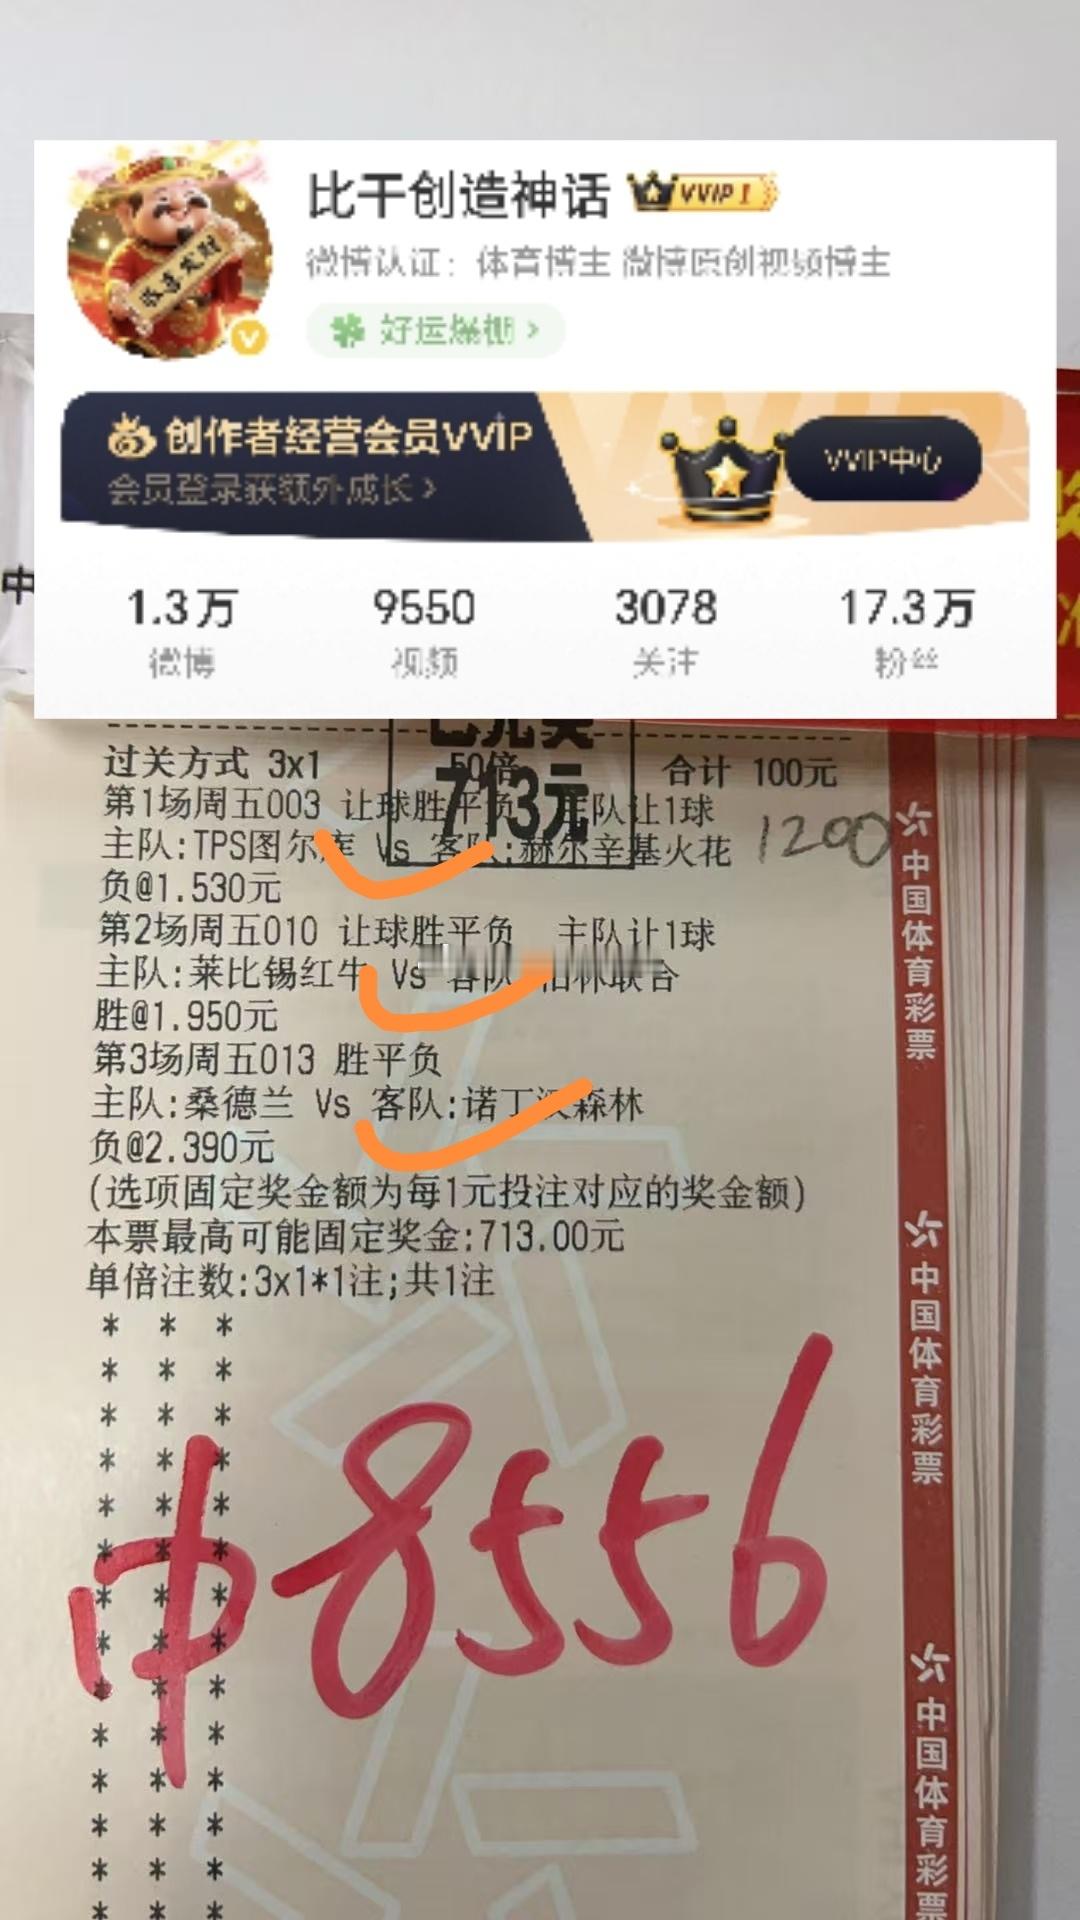 恭喜发财
比干创造神话 VVIP I
微博认证：体育博主 微博原创视频博主
好运爆棚 >
创作者经营会员VVIP
会员登录获额外成长 >
VVIP中心
1.3万 9550 3078 17.3万
微博 视频 关注 粉丝
中
713元
过关方式 3x1 50倍 合计 100元
第1场周五003 让球胜平负 主队让1球
主队:TPS图尔库 Vs 客队:赫尔辛基火花
1200
负@1.530元
第2场周五010 让球胜平负 主队让1球
主队:莱比锡红牛 Vs 客队:柏林联合
胜@1.950元
第3场周五013 胜平负
主队:桑德兰 Vs 客队:诺丁汉森林
负@2.390元
(选项固定奖金额为每1元投注对应的奖金额)
本票最高可能固定奖金:713.00元
单倍注数:3x1*1注;共1注
中8556
中国体育彩票
中国体育彩票
中国体育彩票